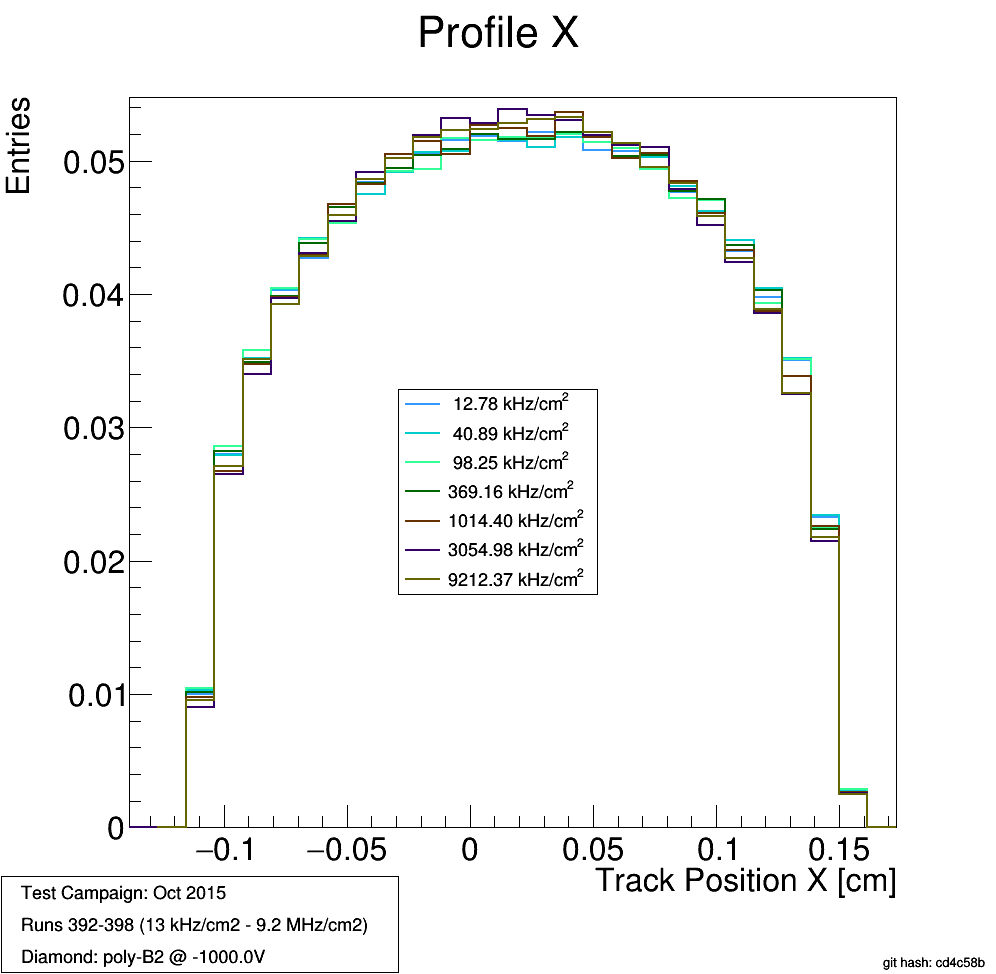 Profile X
Entries
0.05
0.04
0.03
0.02
0.01
0
12.78 kHz/cm²
40.89 kHz/cm²
98.25 kHz/cm²
369.16 kHz/cm²
1014.40 kHz/cm²
3054.98 kHz/cm²
9212.37 kHz/cm²
−0.1 −0.05 0 0.05 0.1 0.15
Track Position X [cm]
Test Campaign: Oct 2015
Runs 392-398 (13 kHz/cm2 - 9.2 MHz/cm2)
Diamond: poly-B2 @ -1000.0V
git hash: cd4c58b